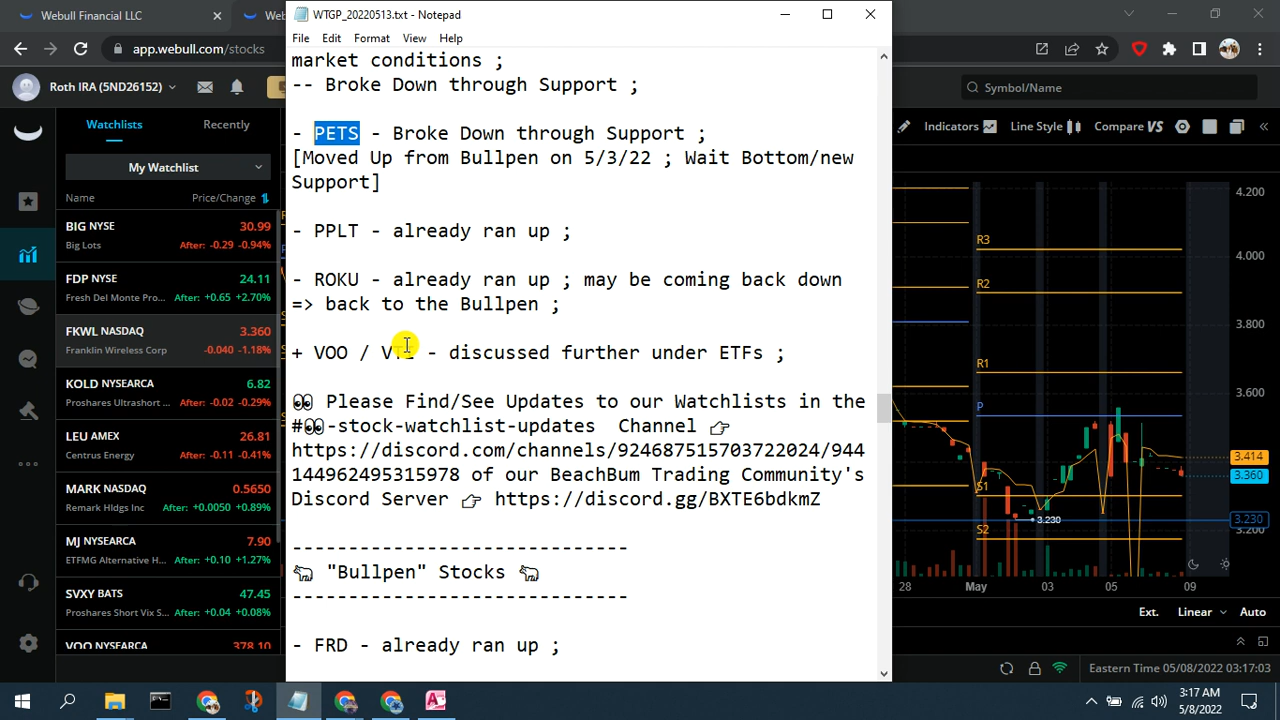 Webull Financial LLC
We
WTGP_20220513.txt - Notepad
File Edit Format View Help
app.webull.com/stocks
Roth IRA (5ND26152)
Symbol/Name
Watchlists Recently
My Watchlist
Name Price/Change
BIG NYSE 30.99
Big Lots After: -0.29 -0.94%
FDP NYSE 24.11
Fresh Del Monte Pro... After: +0.65 +2.70%
FKWL NASDAQ 3.360
Franklin Wireless Corp -0.040 -1.18%
KOLD NYSEARCA 6.82
Proshares Ultrashort ... After: -0.02 -0.29%
LEU AMEX 26.81
Centrus Energy After: -0.11 -0.41%
MARK NASDAQ 0.5650
Remark Hldgs Inc After: +0.0050 +0.89%
MJ NYSEARCA 7.90
ETFMG Alternative H... After: +0.10 +1.27%
SVXY BATS 47.45
Proshares Short Vix S... After: +0.04 +0.08%
VOO NYSEARCA 378.10
market conditions ;
-- Broke Down through Support ;
- PETS - Broke Down through Support ;
[Moved Up from Bullpen on 5/3/22 ; Wait Bottom/new
Support]
- PPLT - already ran up ;
- ROKU - already ran up ; may be coming back down
=> back to the Bullpen ;
+ VOO / VTI - discussed further under ETFs ;
👀 Please Find/See Updates to our Watchlists in the
#👀-stock-watchlist-updates Channel 👉
https://discord.com/channels/924687515703722024/944
144962495315978 of our BeachBum Trading Community's
Discord Server 👉 https://discord.gg/BXTE6bdkmZ
------------------------------
🐂 "Bullpen" Stocks 🐂
------------------------------
- FRD - already ran up ;
Indicators Line Style Compare VS
R3
R2
R1
P
S1
S2
3.230
4.200
4.000
3.800
3.600
3.414
3.360
3.230
3.200
28 May 03 05 09
Ext. Linear Auto
Eastern Time 05/08/2022 03:17:03
3:17 AM
5/8/2022